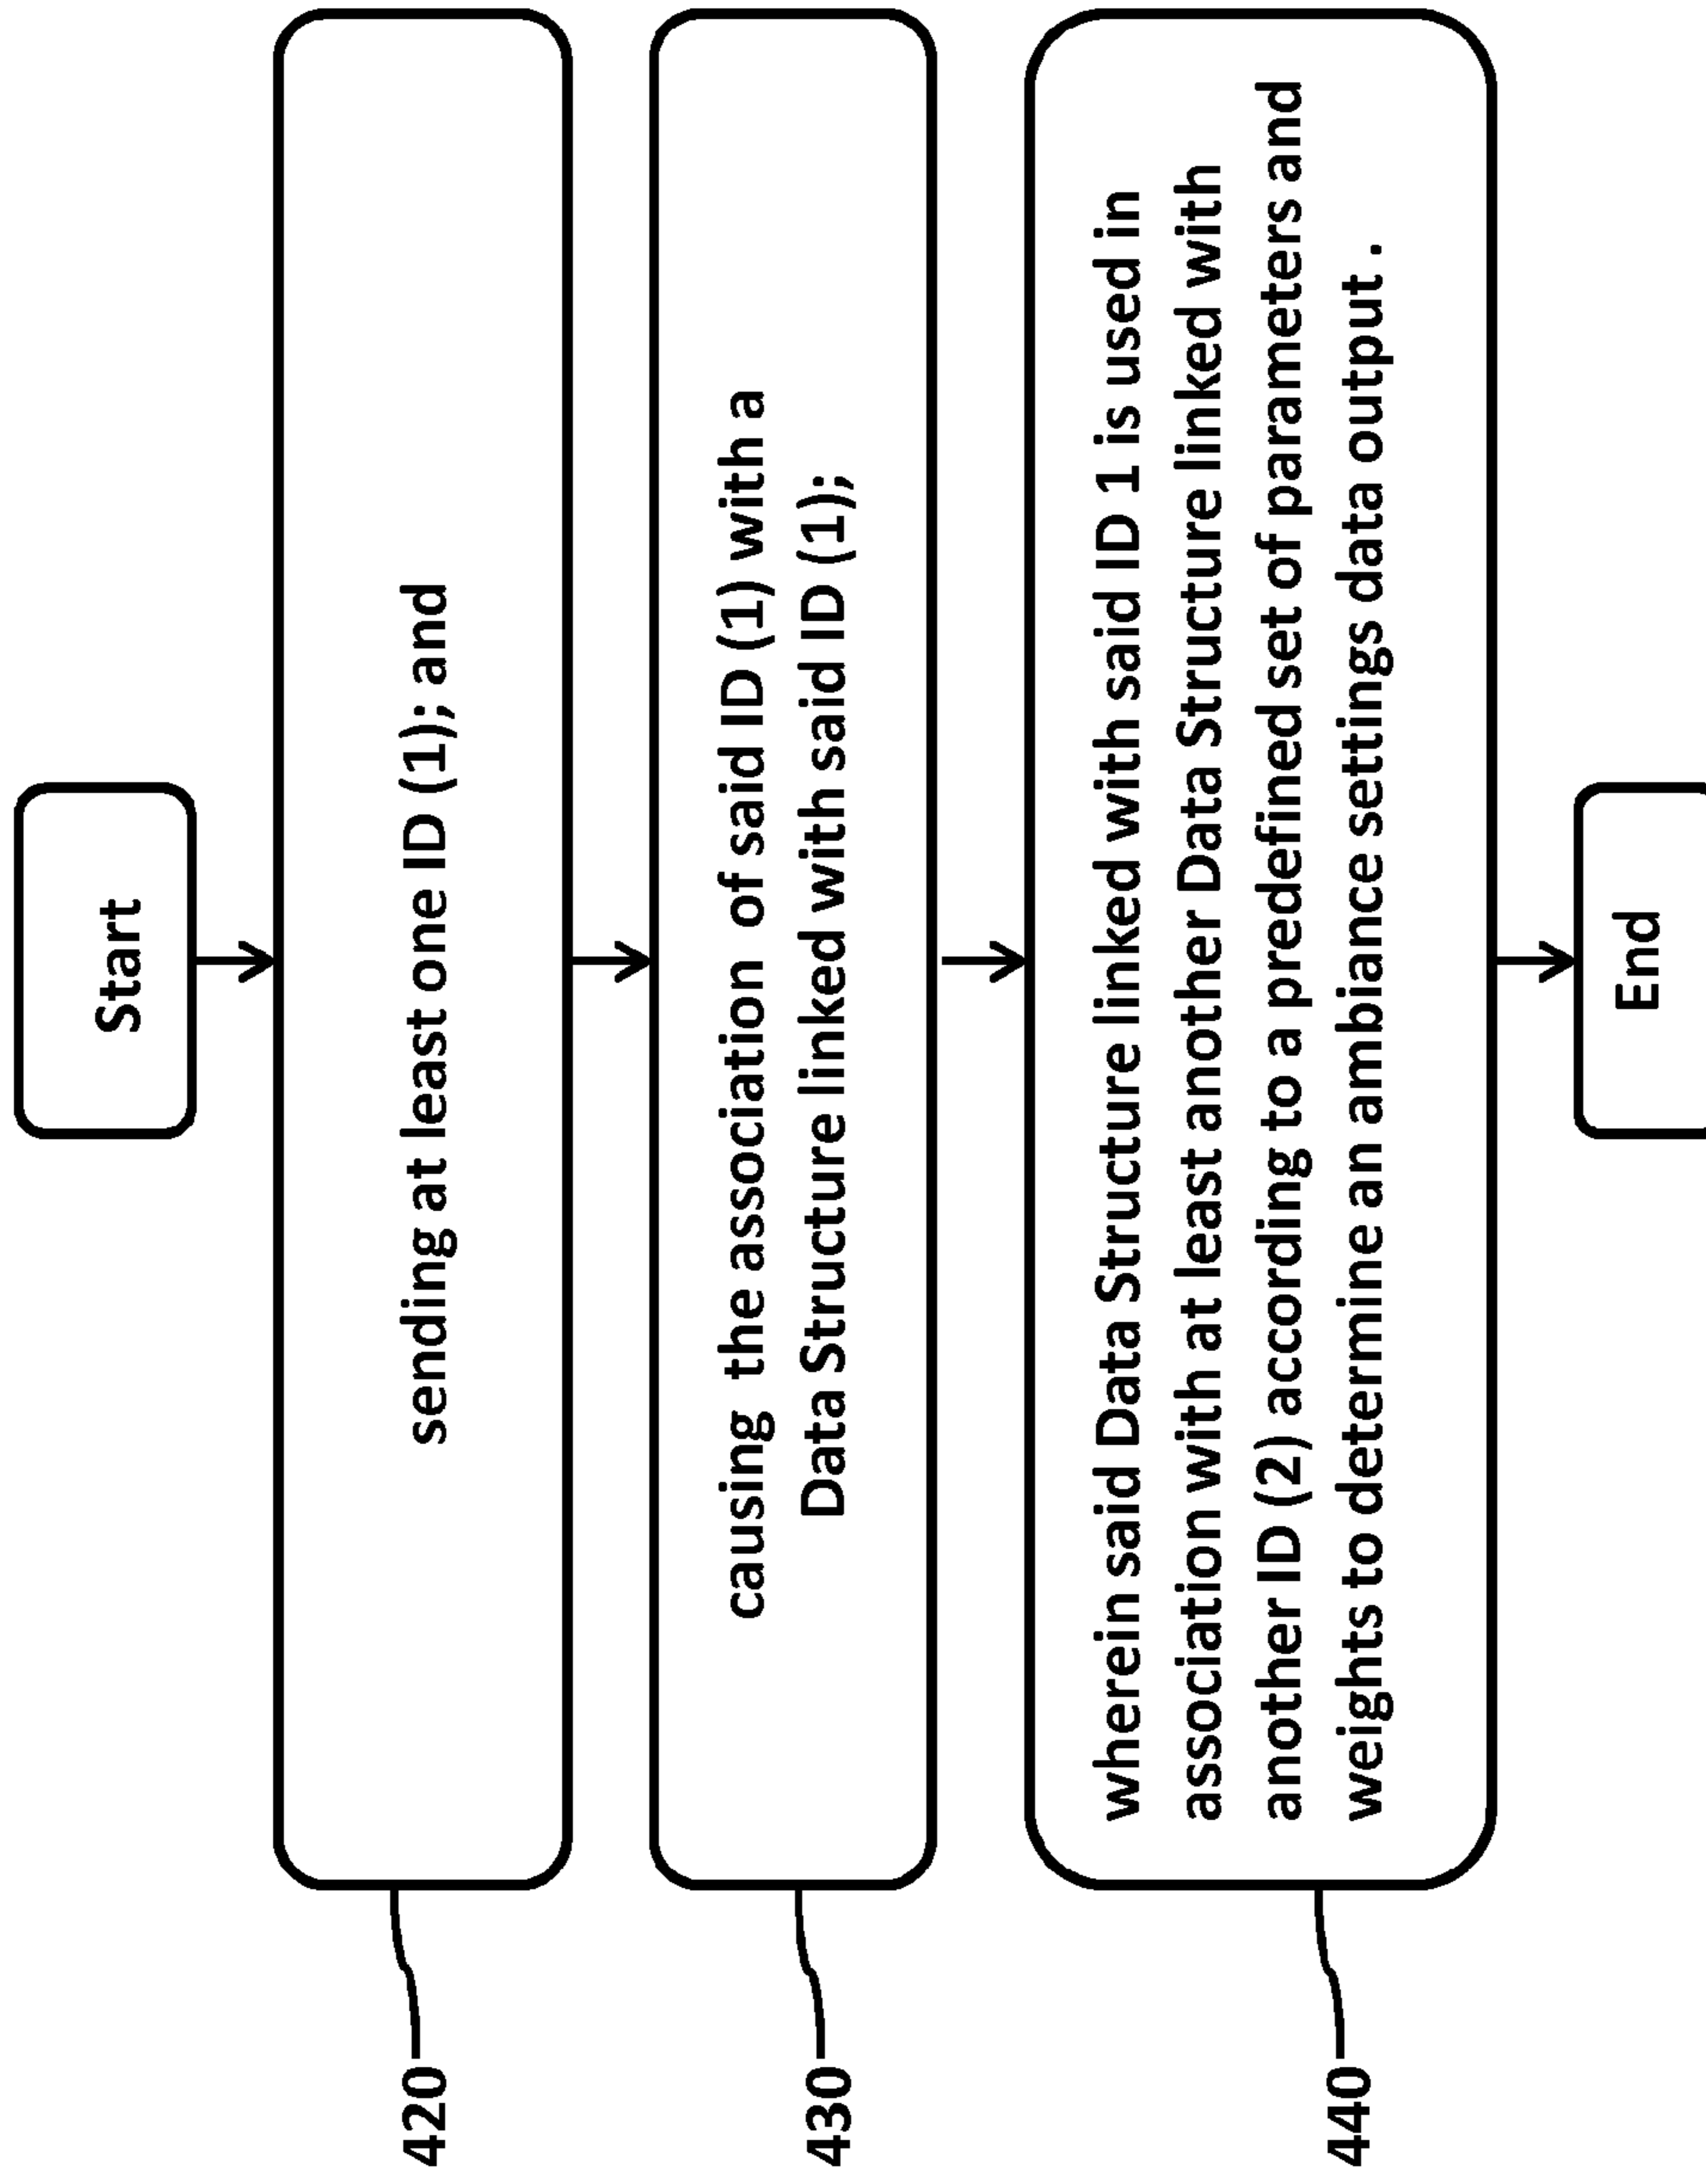 Start
420
sending at least one ID (1); and
430
causing the association of said ID (1) with a
Data Structure linked with said ID (1);
440
wherein said Data Structure linked with said ID 1 is used in
association with at least another Data Structure linked with
another ID (2) according to a predefined set of parameters and
weights to determine an ambiance settings data output .
End